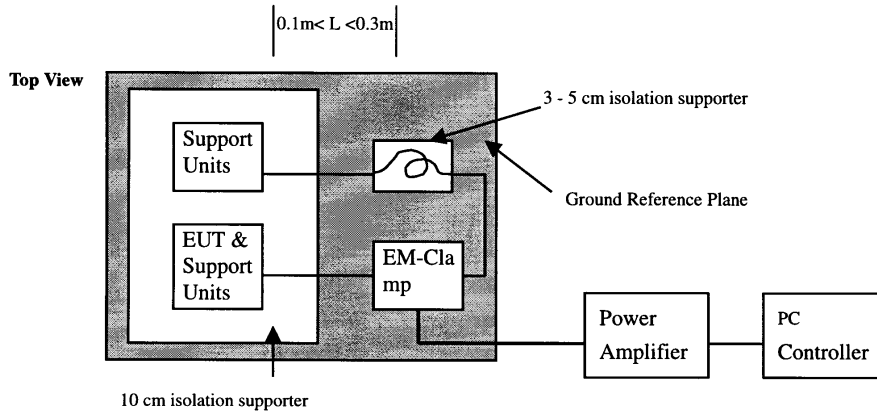 0.1m< L <0.3m
Top View
3 - 5 cm isolation supporter
Support
Units
Ground Reference Plane
EUT &
Support
Units
EM-Cla
mp
Power
Amplifier
PC
Controller
10 cm isolation supporter